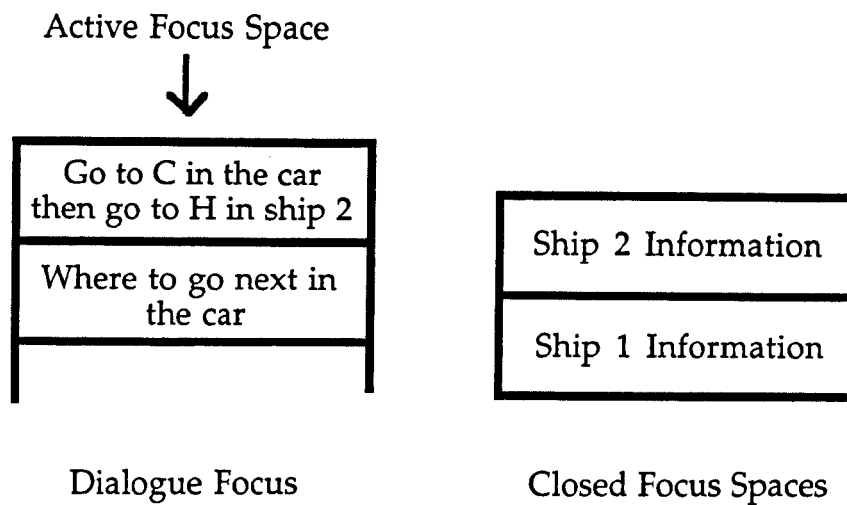 Active Focus Space
Go to C in the car
then go to H in ship 2
Where to go next in
the car
Ship 2 Information
Ship 1 Information
Dialogue Focus
Closed Focus Spaces